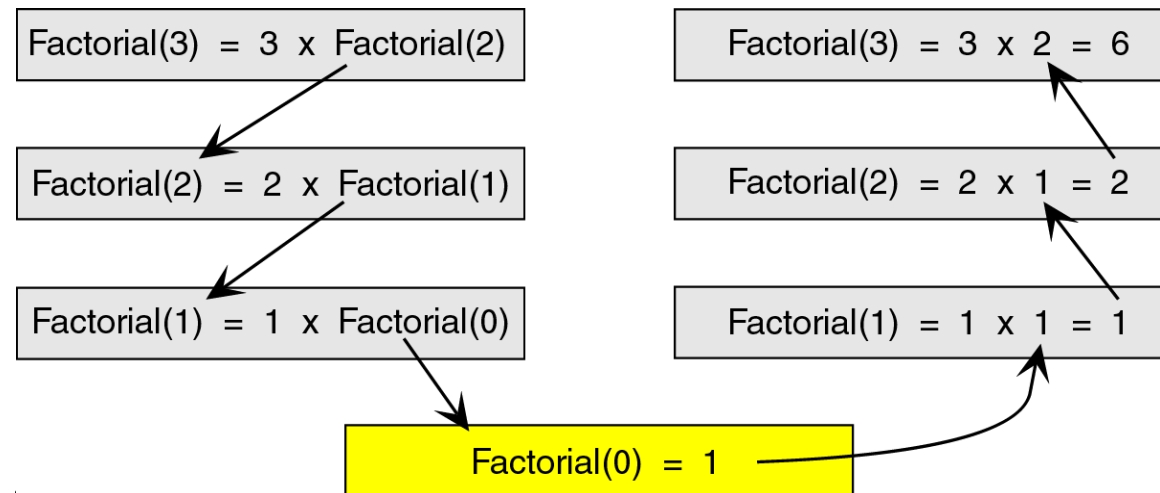 Factorial(3) = 3 x Factorial(2)
Factorial(2) = 2 x Factorial(1)
Factorial(1) = 1 x Factorial(0)
Factorial(0) = 1
Factorial(1) = 1 x 1 = 1
Factorial(2) = 2 x 1 = 2
Factorial(3) = 3 x 2 = 6